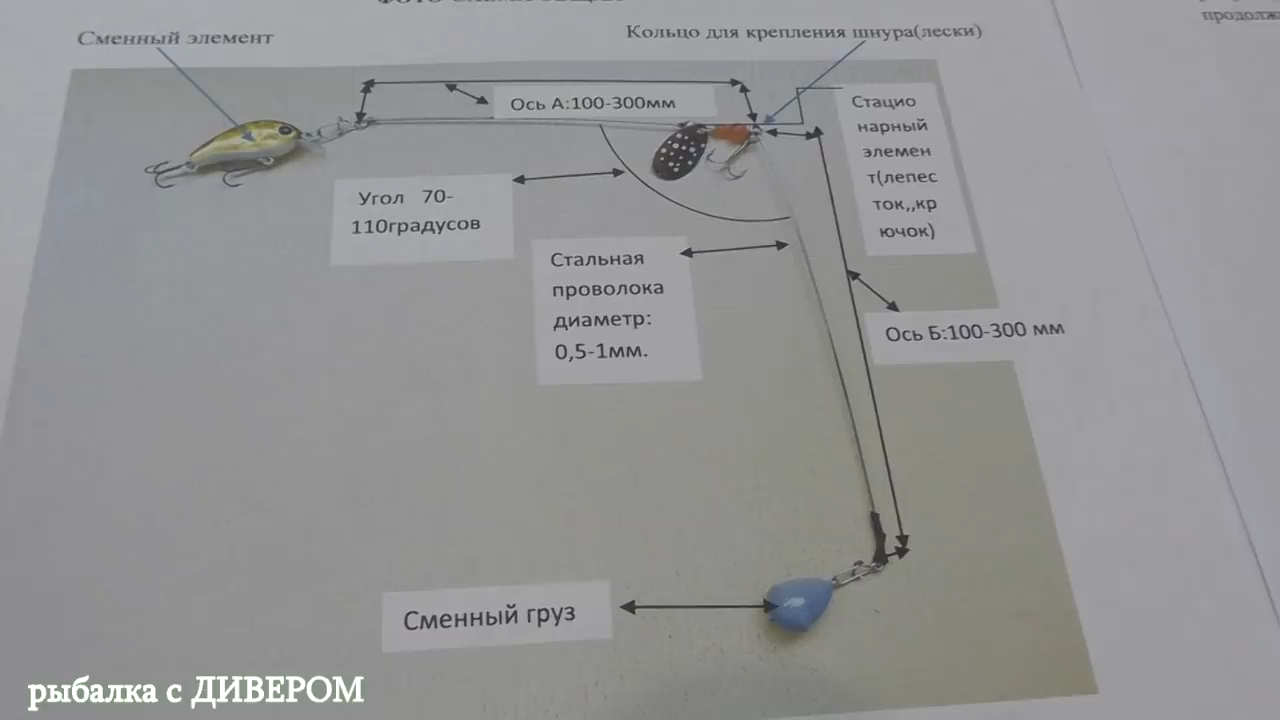 Сменный элемент
Кольцо для крепления шнура(лески)
продолж
Ось А:100-300мм
Стацио
нарный
элемен
т(лепес
ток,,кр
ючок)
Угол 70-
110градусов
Стальная
проволока
диаметр:
0,5-1мм.
Ось Б:100-300 мм
Сменный груз
рыбалка с ДИВЕРОМ